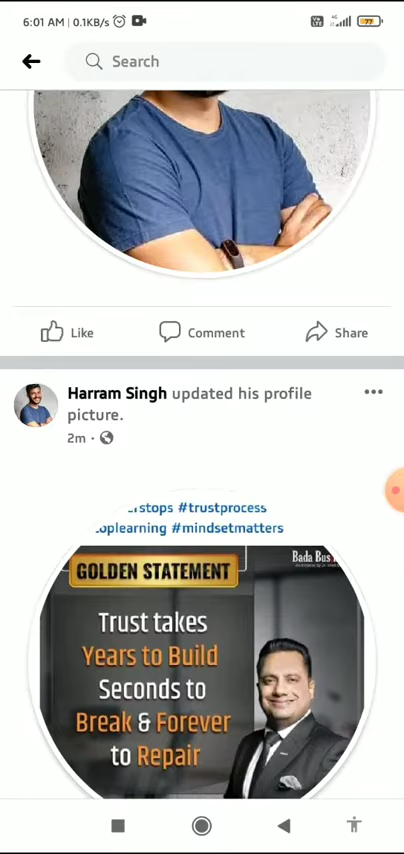 6:01 AM | 0.1KB/s
77
Search
Like
Comment
Share
Harram Singh updated his profile
picture.
2m ·
#trustprocess
#mindsetmatters
GOLDEN STATEMENT
Bada
Trust takes
Years to Build
Seconds to
Break & Forever
to Repair